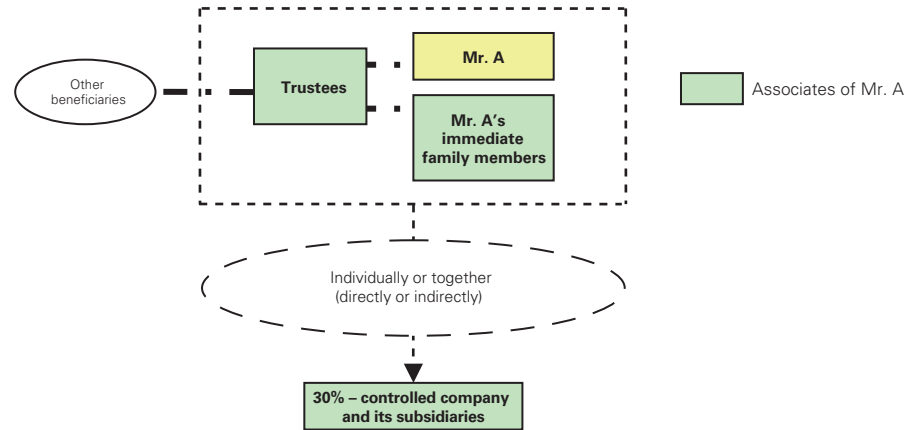 Other
beneficiaries
Trustees
Mr. A
Mr. A's
immediate
family members
Associates of Mr. A
Individually or together
(directly or indirectly)
30% – controlled company
and its subsidiaries